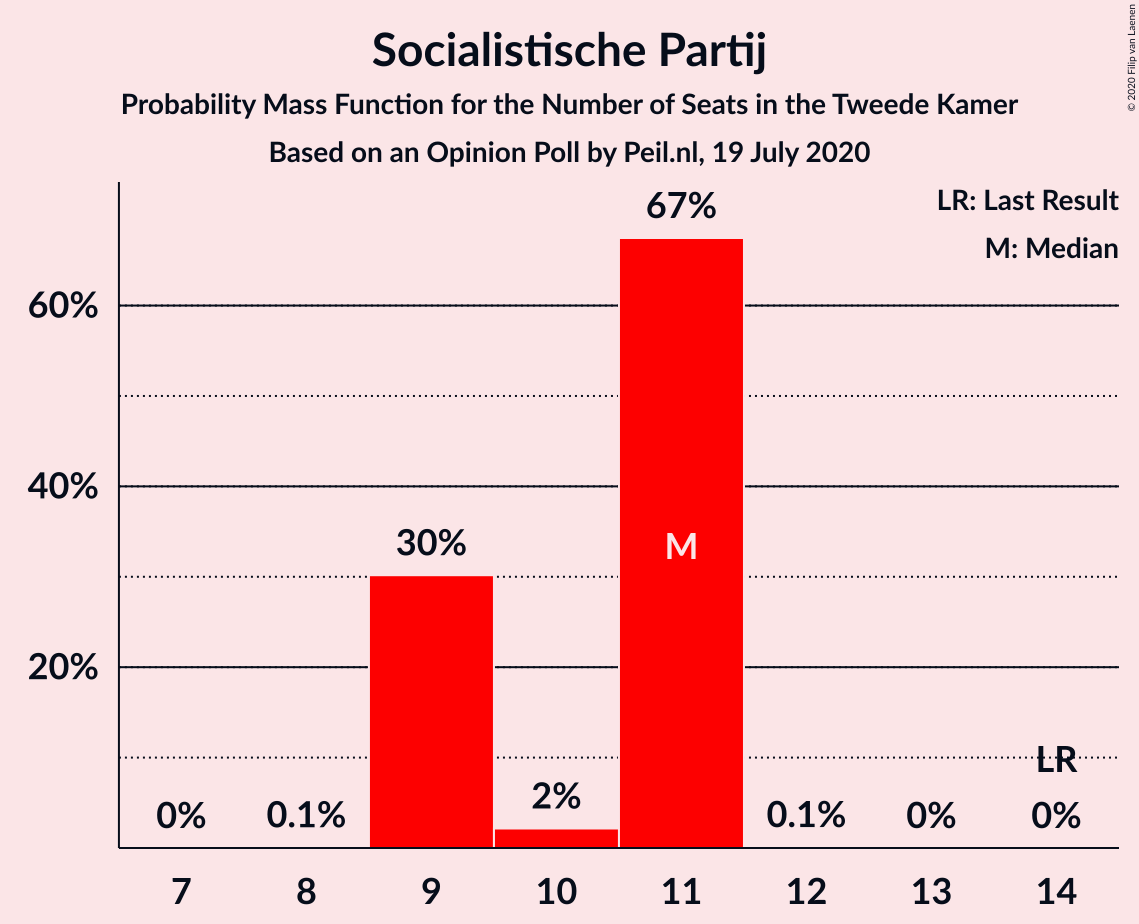 Socialistische Partij
Probability Mass Function for the Number of Seats in the Tweede Kamer
Based on an Opinion Poll by Peil.nl, 19 July 2020
© 2020 Filip van Laenen
LR: Last Result
M: Median
67%
60%
40%
30%
M
20%
LR
2%
0%
0.1%
0.1%
0%
0%
7
8
9
10
11
12
13
14